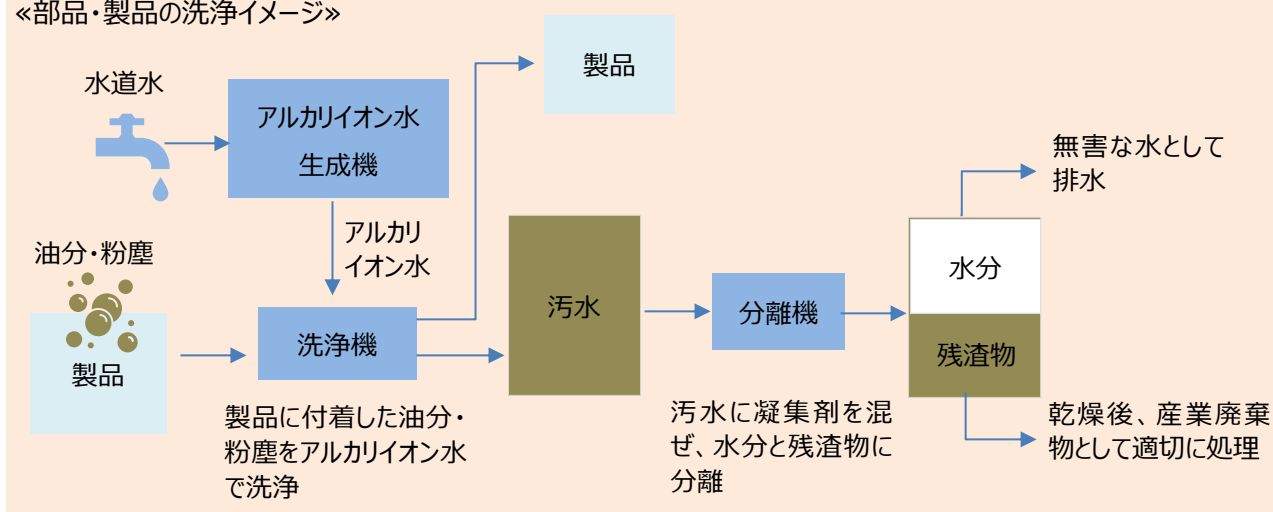 ≪部品・製品の洗浄イメージ≫
水道水
アルカリイオン水
生成機
製品
アルカリ
イオン水
油分・粉塵
製品
洗浄機
製品に付着した油分・
粉塵をアルカリイオン水
で洗浄
汚水
分離機
汚水に凝集剤を混
ぜ、水分と残渣物に
分離
水分
残渣物
無害な水として
排水
乾燥後、産業廃棄
物として適切に処理